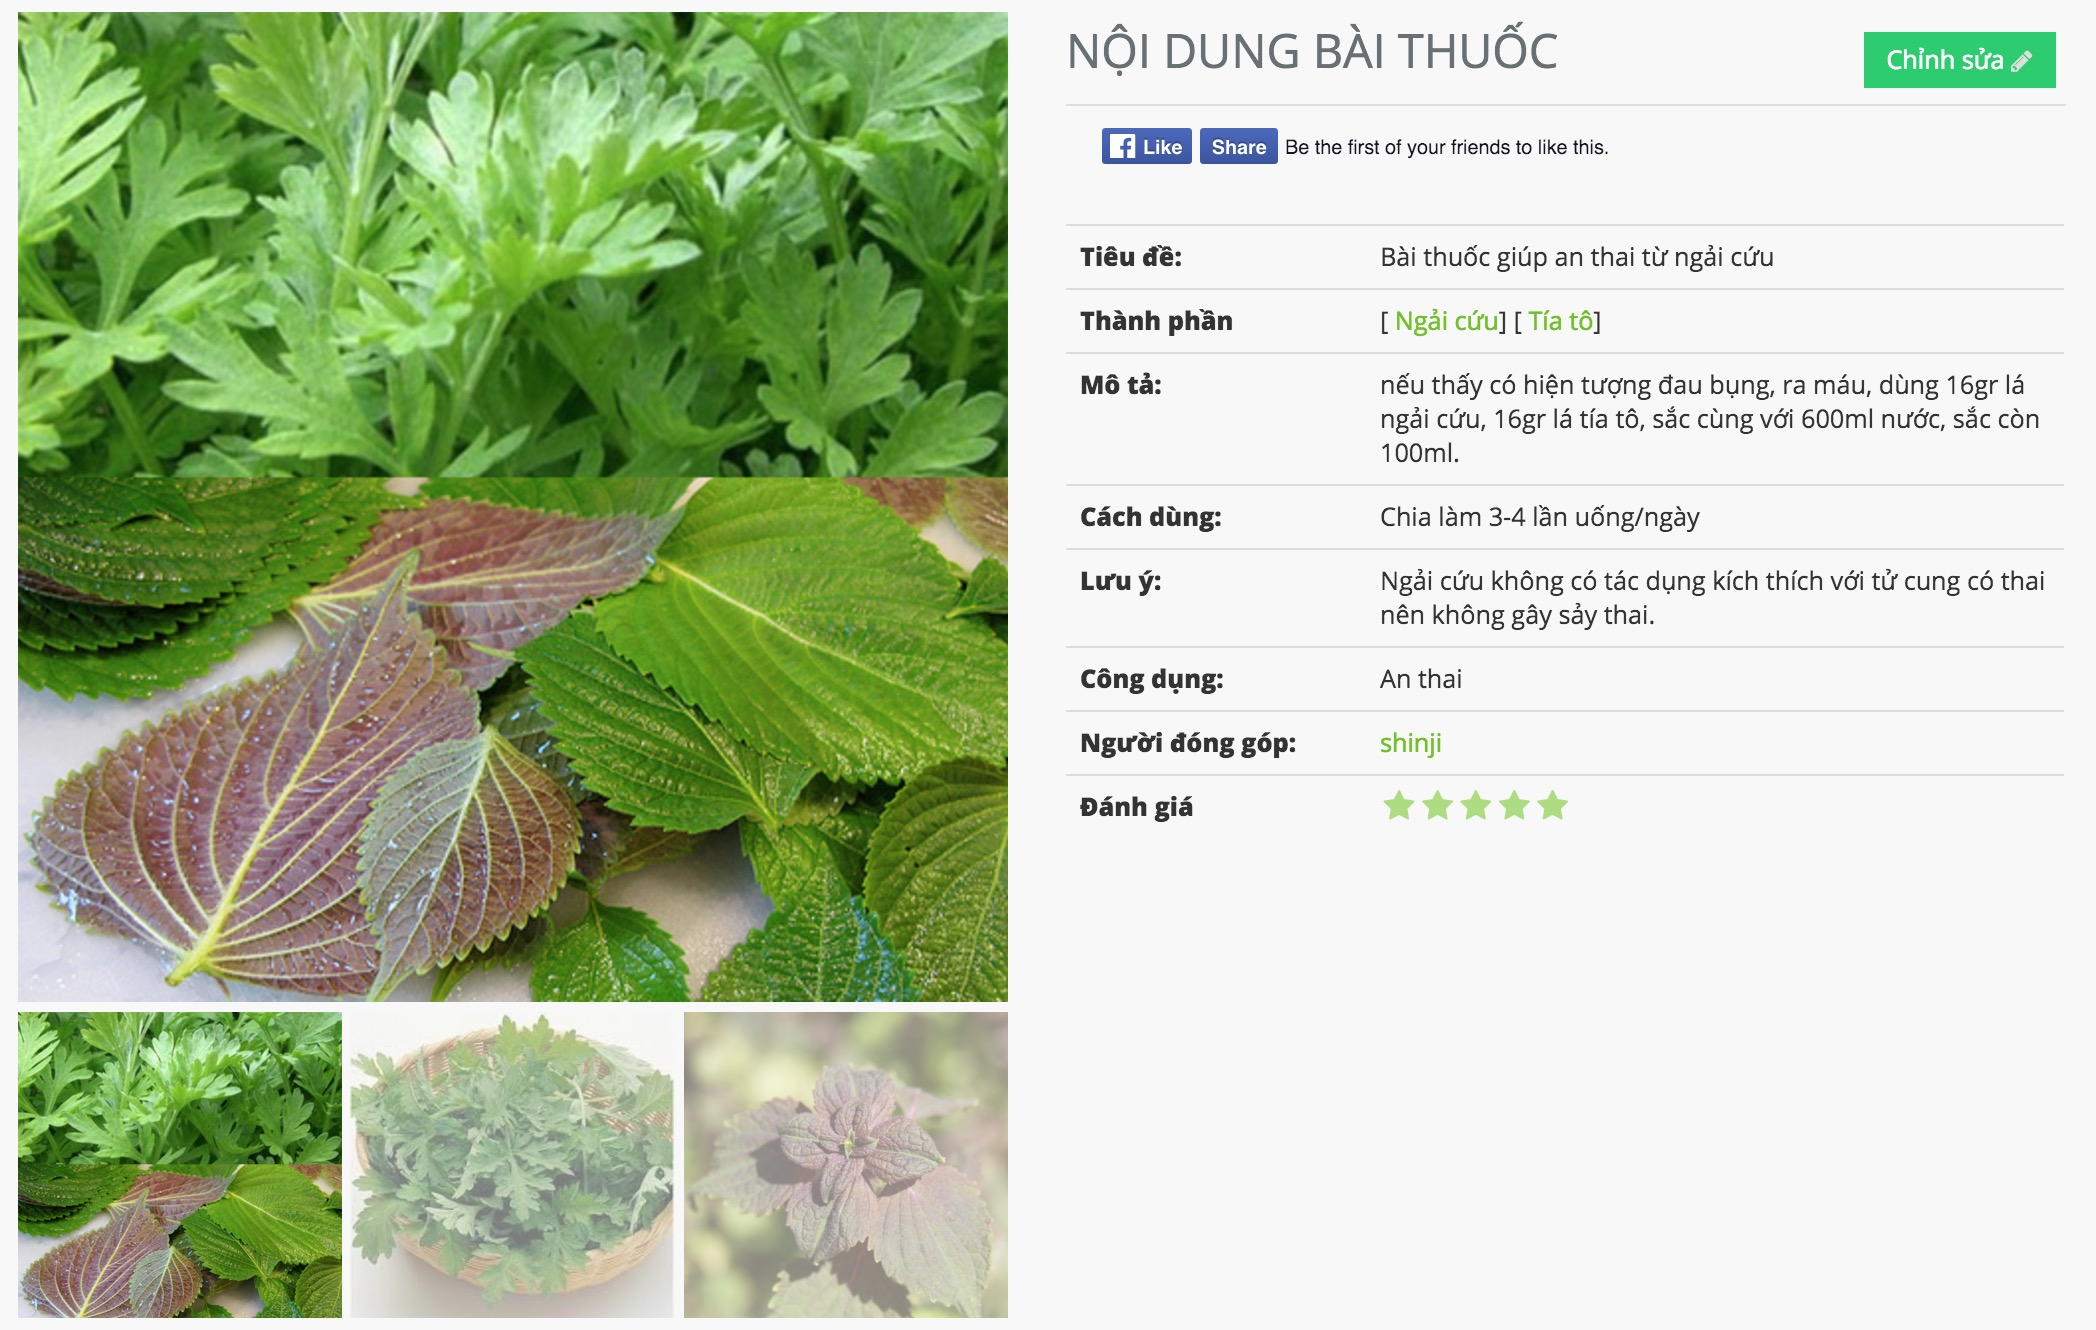 NỘI DUNG BÀI THUỐC
Chỉnh sửa
Like Share Be the first of your friends to like this.
Tiêu đề: Bài thuốc giúp an thai từ ngải cứu
Thành phần [ Ngải cứu] [ Tía tô]
Mô tả: nếu thấy có hiện tượng đau bụng, ra máu, dùng 16gr lá
ngải cứu, 16gr lá tía tô, sắc cùng với 600ml nước, sắc còn
100ml.
Cách dùng: Chia làm 3-4 lần uống/ngày
Lưu ý: Ngải cứu không có tác dụng kích thích với tử cung có thai
nên không gây sảy thai.
Công dụng: An thai
Người đóng góp: shinji
Đánh giá